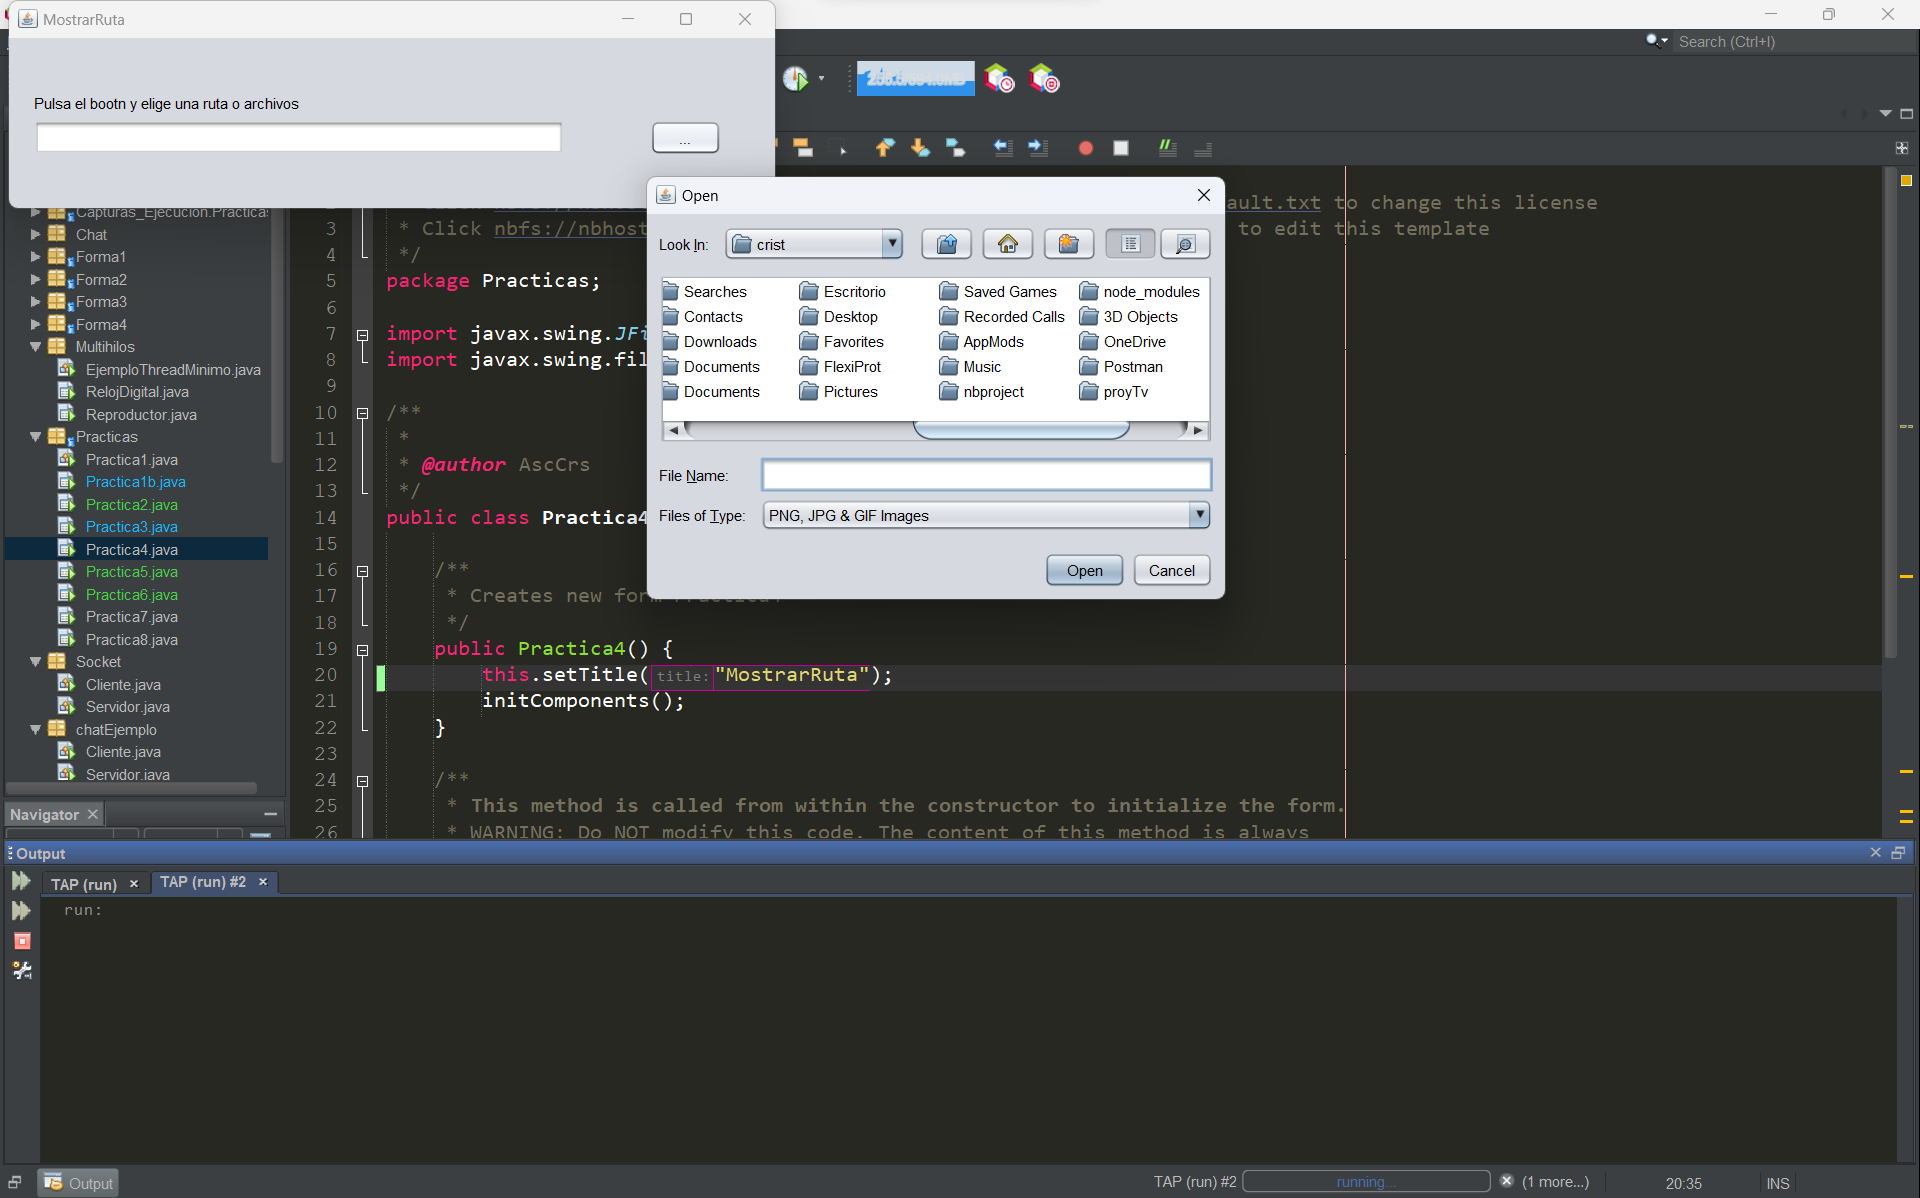 MostrarRuta
Search (Ctrl+I)
Pulsa el bootn y elige una ruta o archivos
...
Open
Look In:
crist
Searches
Escritorio
Saved Games
node_modules
Contacts
Desktop
Recorded Calls
3D Objects
Downloads
Favorites
AppMods
OneDrive
Documents
FlexiProt
Music
Postman
Documents
Pictures
nbproject
proyTv
File Name:
Files of Type:
PNG, JPG & GIF Images
Open
Cancel
Capturas_Ejecucion.Practica
Chat
Forma1
Forma2
Forma3
Forma4
Multihilos
EjemploThreadMinimo.java
RelojDigital.java
Reproductor.java
Practicas
Practica1.java
Practica1b.java
Practica2.java
Practica3.java
Practica4.java
Practica5.java
Practica6.java
Practica7.java
Practica8.java
Socket
Cliente.java
Servidor.java
chatEjemplo
Cliente.java
Servidor.java
Navigator
ault.txt to change this license
3 * Click nbfs://nbhost to edit this template
4 */
5 package Practicas;
6
7 import javax.swing.JFi
8 import javax.swing.fil
9
10 /**
11 *
12 * @author AscCrs
13 */
14 public class Practica4
15
16 /**
17 * Creates new form
18 */
19 public Practica4() {
20 this.setTitle(title: "MostrarRuta");
21 initComponents();
22 }
23
24 /**
25 * This method is called from within the constructor to initialize the form.
26 * WARNING: Do NOT modify this code. The content of this method is always
Output
TAP (run)
TAP (run) #2
run:
Output
TAP (run) #2
running...
(1 more...)
20:35
INS